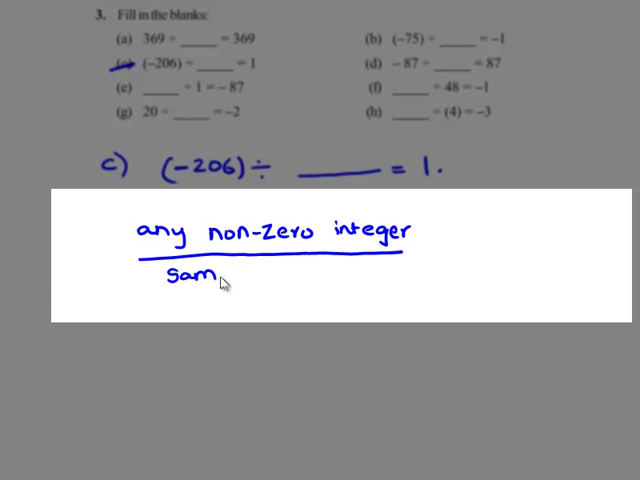 3. Fill in the blanks:
(a) 369 ÷ _____ = 369
(b) (–75) ÷ _____ = –1
(c) (–206) ÷ _____ = 1
(d) – 87 ÷ _____ = 87
(e) _____ ÷ 1 = – 87
(f) _____ ÷ 48 = –1
(g) 20 ÷ _____ = –2
(h) _____ ÷ (4) = –3
c) (-206) ÷ _____ = 1.
any non-zero integer
Sam